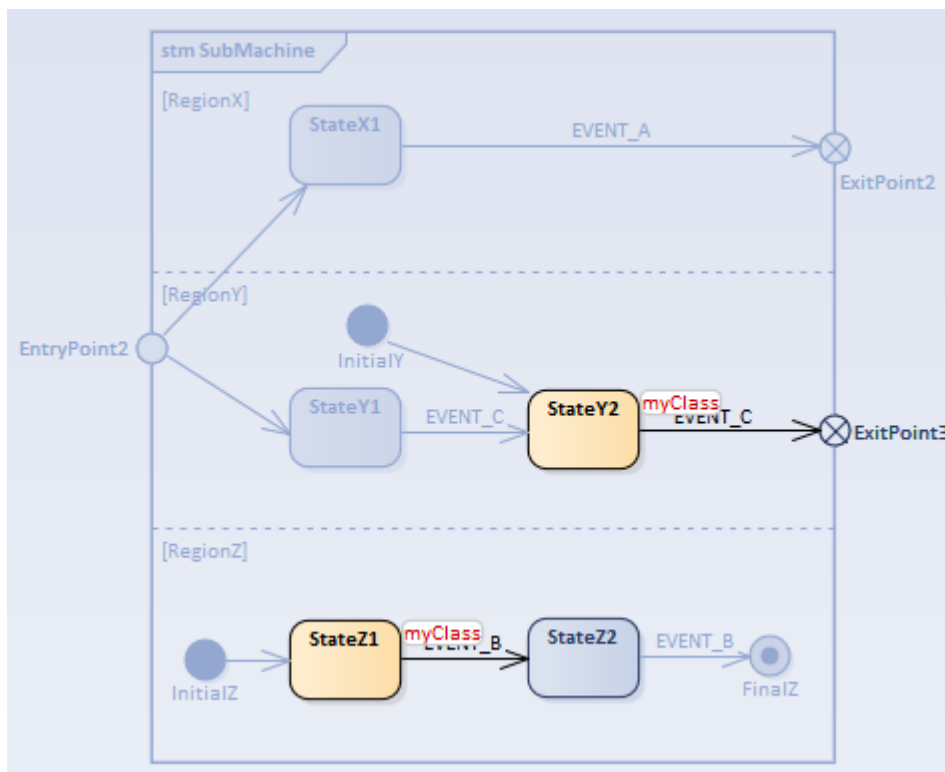 stm SubMachine
[RegionX]
StateX1
EVENT_A
ExitPoint2
[RegionY]
EntryPoint2
InitialY
StateY1
EVENT_C
StateY2
myClass
EVENT_C
ExitPoint3
[RegionZ]
StateZ1
myClass
EVENT_B
StateZ2
EVENT_B
InitialZ
FinalZ